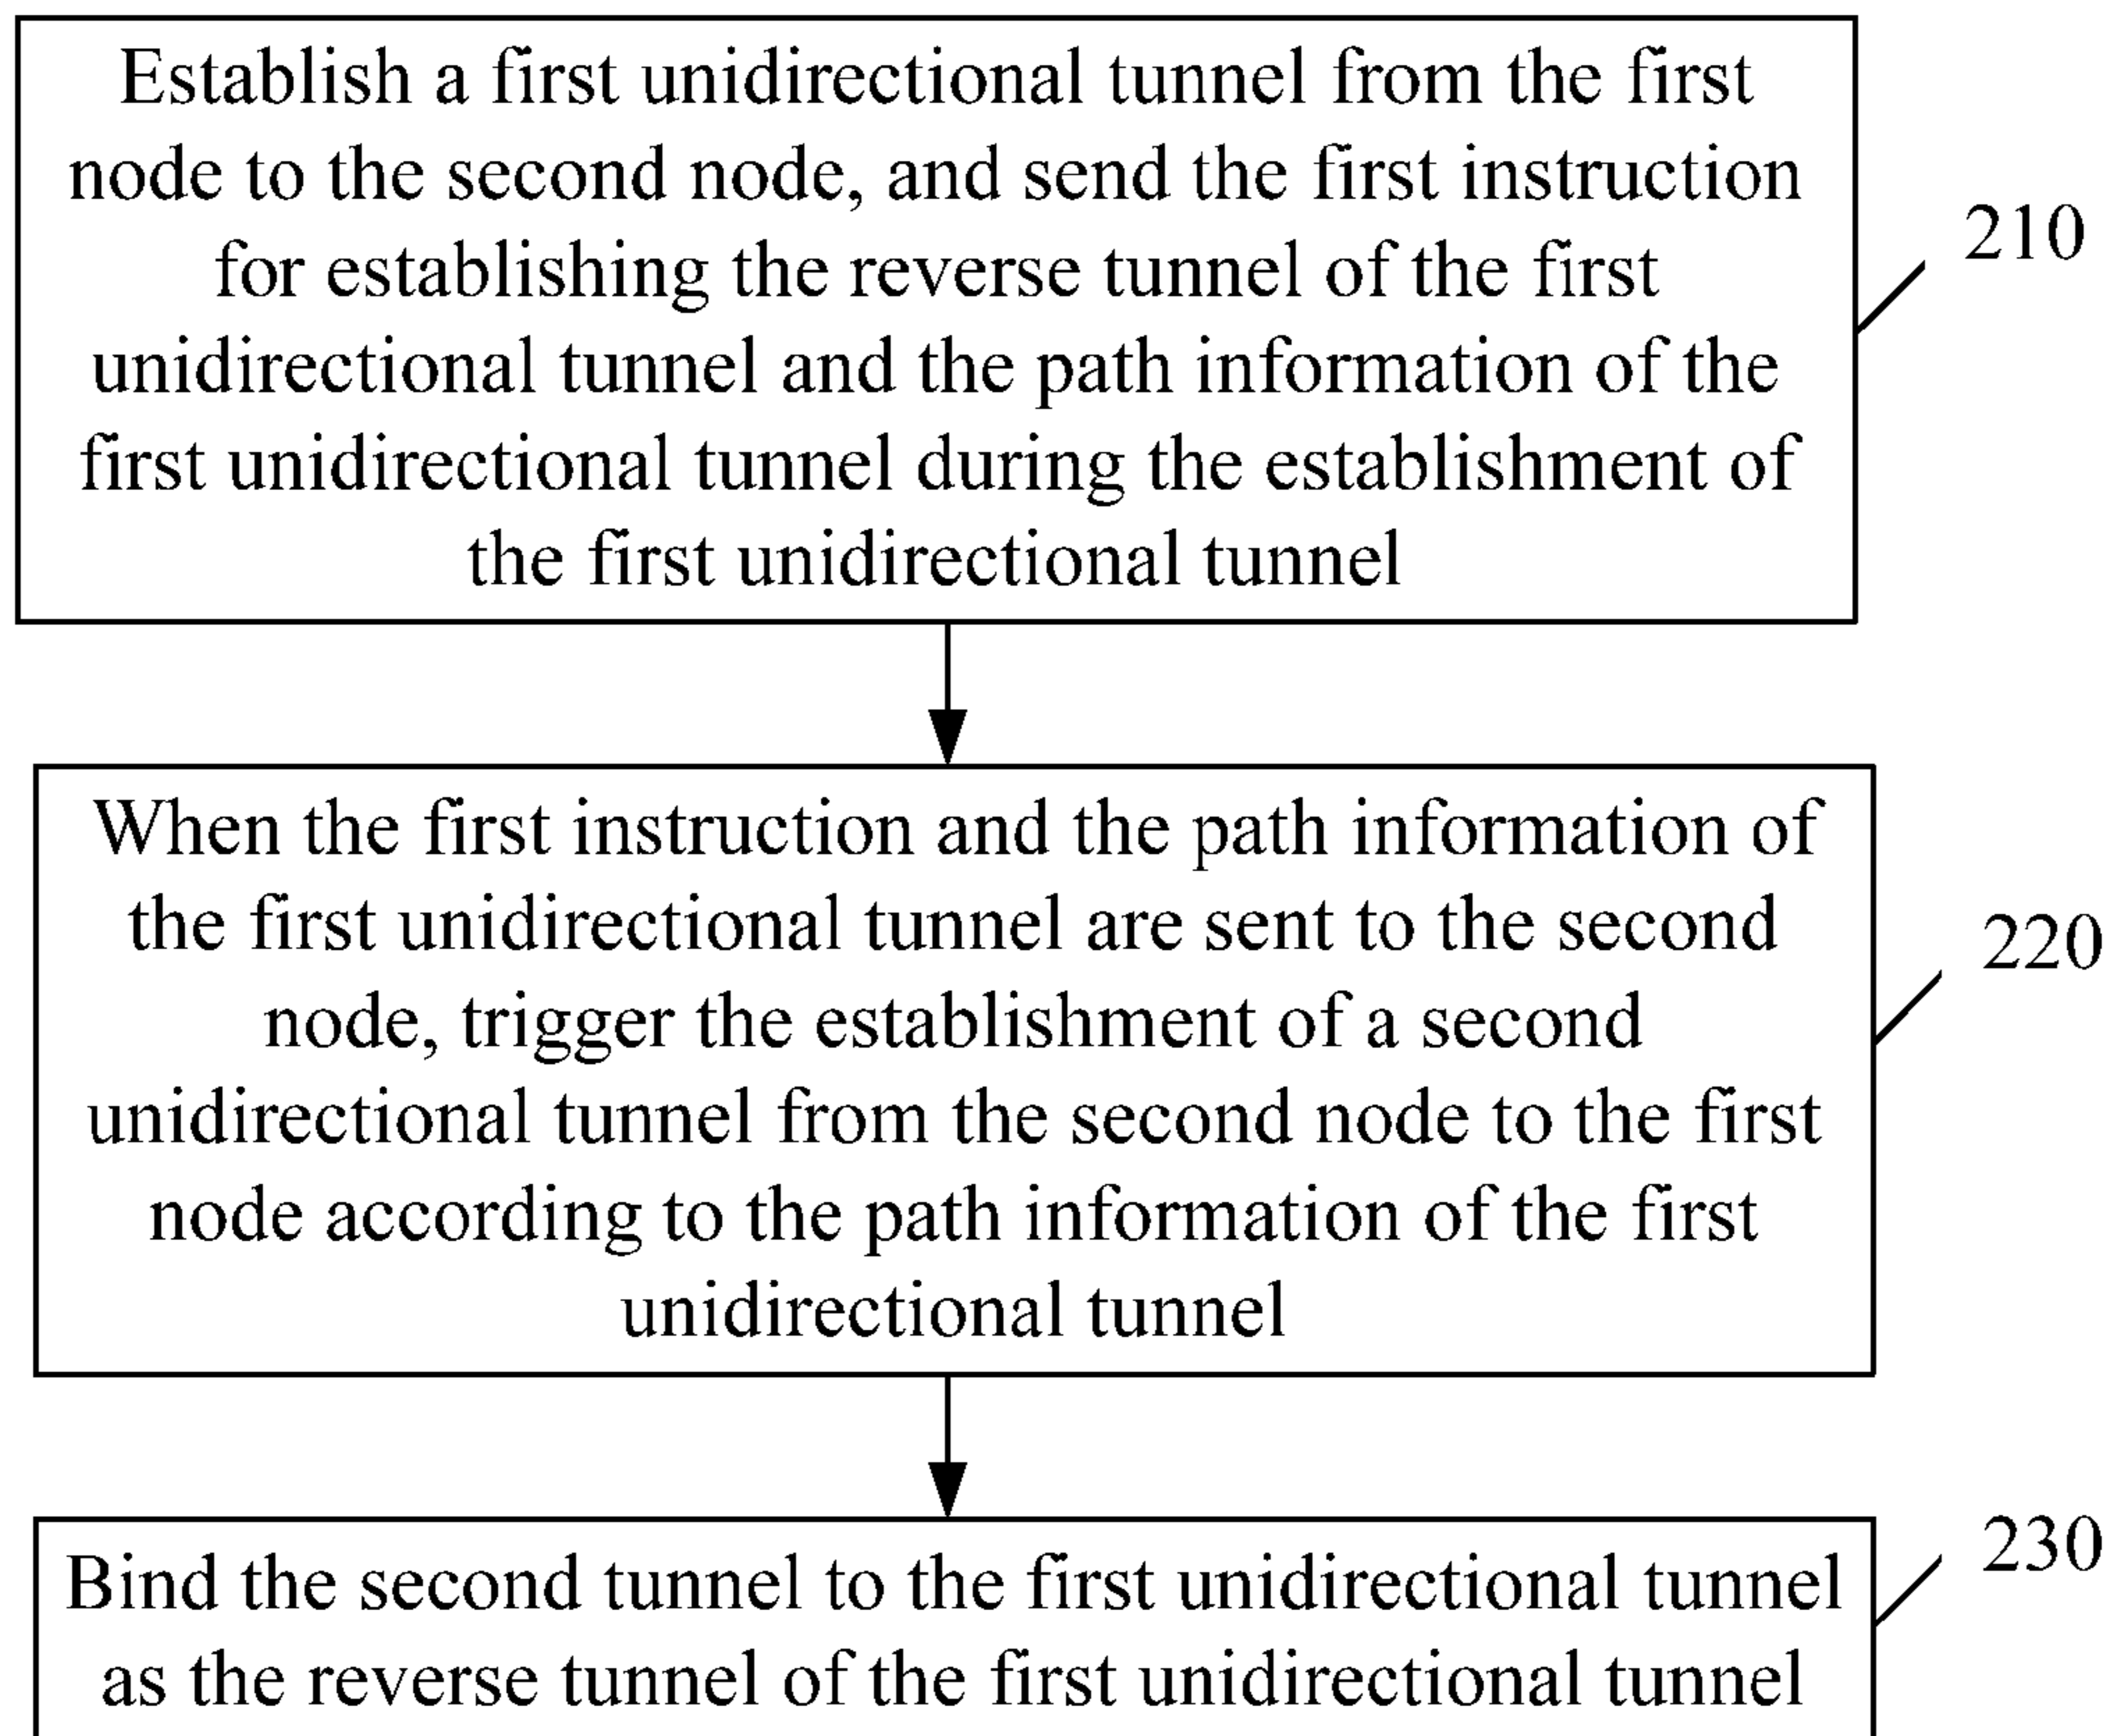 Establish a first unidirectional tunnel from the first
node to the second node, and send the first instruction
for establishing the reverse tunnel of the first
unidirectional tunnel and the path information of the
first unidirectional tunnel during the establishment of
the first unidirectional tunnel
210
When the first instruction and the path information of
the first unidirectional tunnel are sent to the second
node, trigger the establishment of a second
unidirectional tunnel from the second node to the first
node according to the path information of the first
unidirectional tunnel
220
Bind the second tunnel to the first unidirectional tunnel
as the reverse tunnel of the first unidirectional tunnel
230